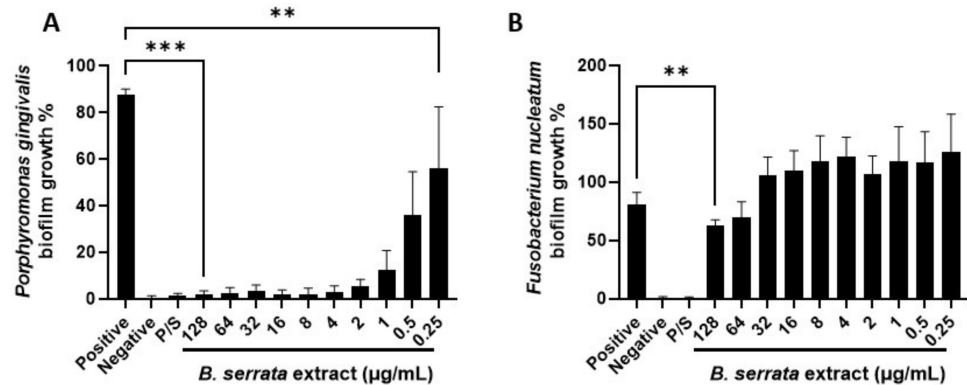 A
**
***
Porphyromonas gingivalis
biofilm growth %
100
80
60
40
20
0
Positive
Negative
P/S
128
64
32
16
8
4
2
1
0.5
0.25
B. serrata extract (µg/mL)
B
**
Fusobacterium nucleatum
biofilm growth %
200
150
100
50
0
Positive
Negative
P/S
128
64
32
16
8
4
2
1
0.5
0.25
B. serrata extract (µg/mL)